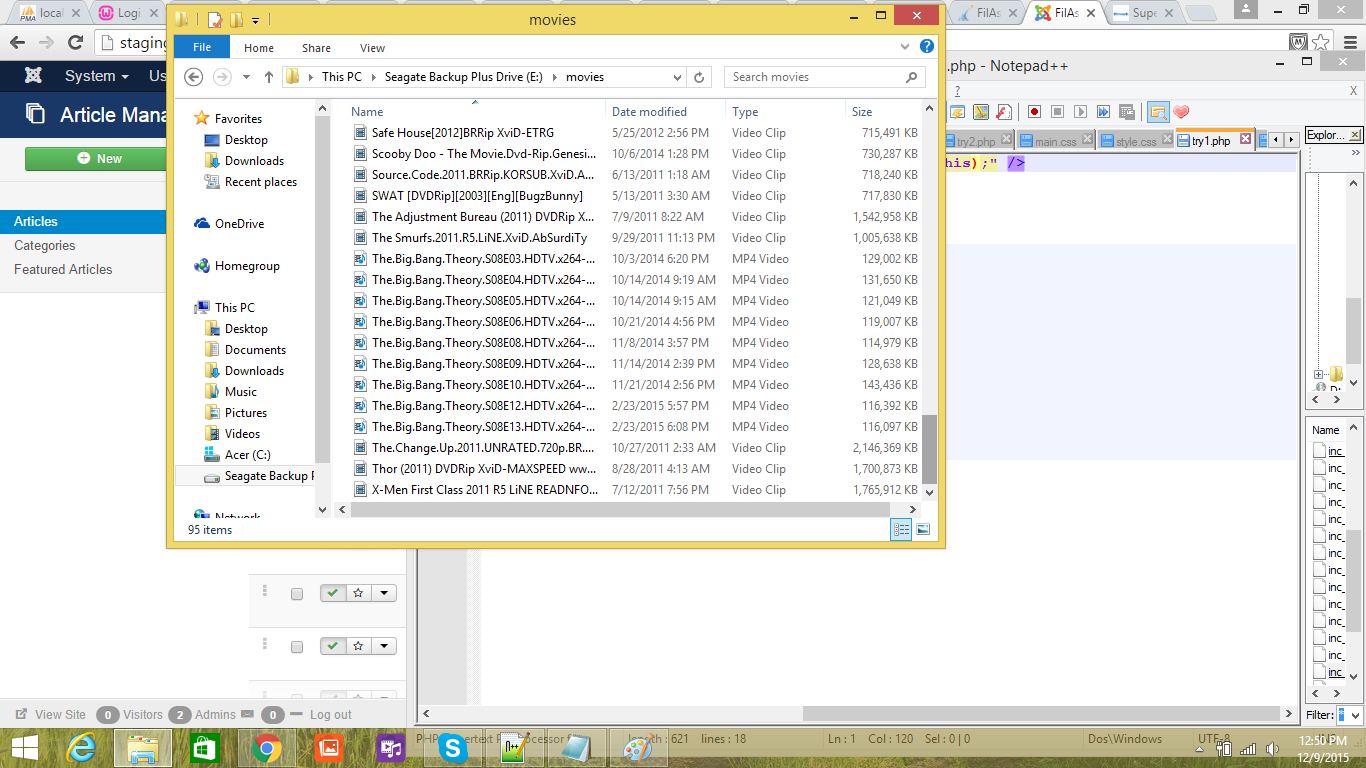 locai
Logi
movies
FilAs
FilAs
Supe
staging
File
Home
Share
View
.php - Notepad++
System
Us
This PC
Seagate Backup Plus Drive (E:)
movies
Search movies
?
X
Article Mana
New
Articles
Categories
Featured Articles
Favorites
Desktop
Downloads
Recent places
OneDrive
Homegroup
This PC
Desktop
Documents
Downloads
Music
Pictures
Videos
Acer (C:)
Seagate Backup P
Network
Name Date modified Type Size
Safe House[2012]BRRip XviD-ETRG 5/25/2012 2:56 PM Video Clip 715,491 KB
Scooby Doo - The Movie.Dvd-Rip.Genesi... 10/6/2014 1:28 PM Video Clip 730,287 KB
Source.Code.2011.BRRip.KORSUB.XviD.A... 6/13/2011 1:18 AM Video Clip 718,240 KB
SWAT [DVDRip][2003][Eng][BugzBunny] 5/13/2011 3:30 AM Video Clip 717,830 KB
The Adjustment Bureau (2011) DVDRip X... 7/9/2011 8:22 AM Video Clip 1,542,958 KB
The Smurfs.2011.R5.LiNE.XviD.AbSurdiTy 9/29/2011 11:13 PM Video Clip 1,005,638 KB
The.Big.Bang.Theory.S08E03.HDTV.x264-... 10/3/2014 6:20 PM MP4 Video 129,002 KB
The.Big.Bang.Theory.S08E04.HDTV.x264-... 10/14/2014 9:19 AM MP4 Video 131,650 KB
The.Big.Bang.Theory.S08E05.HDTV.x264-... 10/14/2014 9:15 AM MP4 Video 121,049 KB
The.Big.Bang.Theory.S08E06.HDTV.x264-... 10/21/2014 4:56 PM MP4 Video 119,007 KB
The.Big.Bang.Theory.S08E08.HDTV.x264-... 11/8/2014 3:57 PM MP4 Video 114,979 KB
The.Big.Bang.Theory.S08E09.HDTV.x264-... 11/14/2014 2:39 PM MP4 Video 128,638 KB
The.Big.Bang.Theory.S08E10.HDTV.x264-... 11/21/2014 2:56 PM MP4 Video 143,436 KB
The.Big.Bang.Theory.S08E12.HDTV.x264-... 2/23/2015 5:57 PM MP4 Video 116,392 KB
The.Big.Bang.Theory.S08E13.HDTV.x264-... 2/23/2015 6:08 PM MP4 Video 116,097 KB
The.Change.Up.2011.UNRATED.720p.BR.... 10/27/2011 2:33 AM Video Clip 2,146,369 KB
Thor (2011) DVDRip XviD-MAXSPEED ww... 8/28/2011 4:13 AM Video Clip 1,700,873 KB
X-Men First Class 2011 R5 LiNE READNFO... 7/12/2011 7:56 PM Video Clip 1,765,912 KB
95 items
try2.php
main.css
style.css
try1.php
Explor...
his);" />
Name
inc_
inc_
inc_
inc_
inc_
inc_
inc_
inc_
inc_
inc_
inc_
inc_
inc_
inc_
Filter:
View Site
0 Visitors
2 Admins
0
Log out
length : 621 lines : 18
Ln : 1 Col : 120 Sel : 0 | 0
Dos\Windows
UTF-8
12:50 PM
12/9/2015